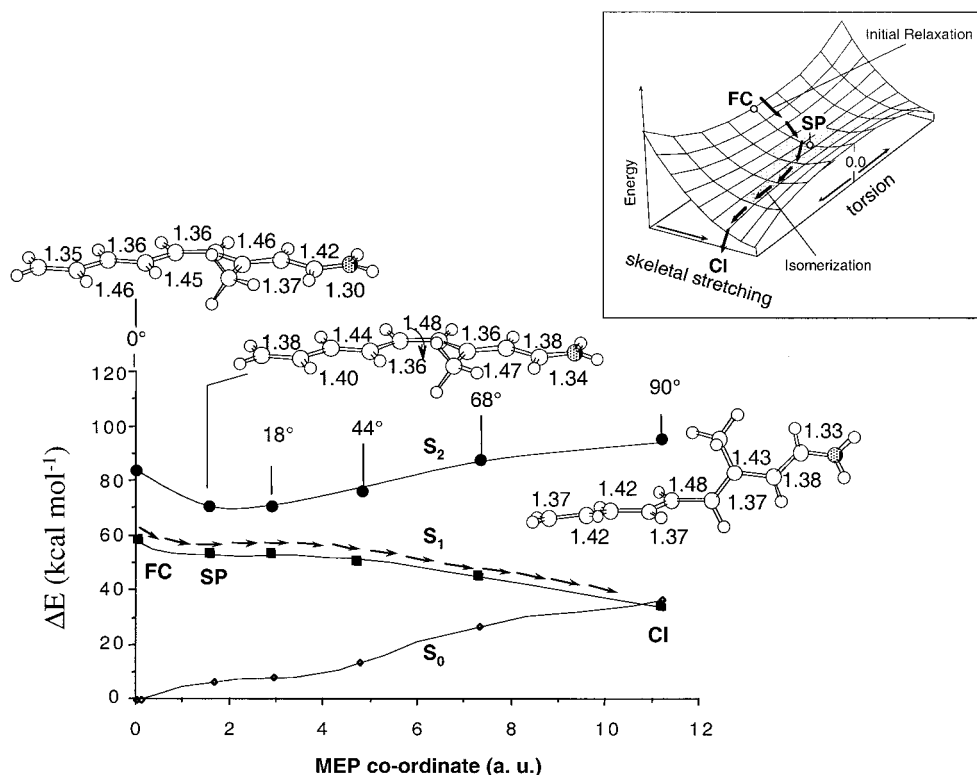 Initial Relaxation
FC
SP
0.0
Energy
torsion
CI
Isomerization
skeletal stretching
1.35
1.36
1.36
1.46
1.42
1.46
1.45
1.37
1.30
0°
1.38
1.44
1.48
1.36
1.38
1.40
1.36
1.47
1.34
120
100
80
60
40
20
0
18°
44°
68°
90°
S2
S1
S0
FC
SP
CI
1.33
1.43
1.38
1.48
1.37
1.42
1.37
1.42
1.37
ΔE (kcal mol⁻¹)
0 2 4 6 8 10 12
MEP co-ordinate (a. u.)